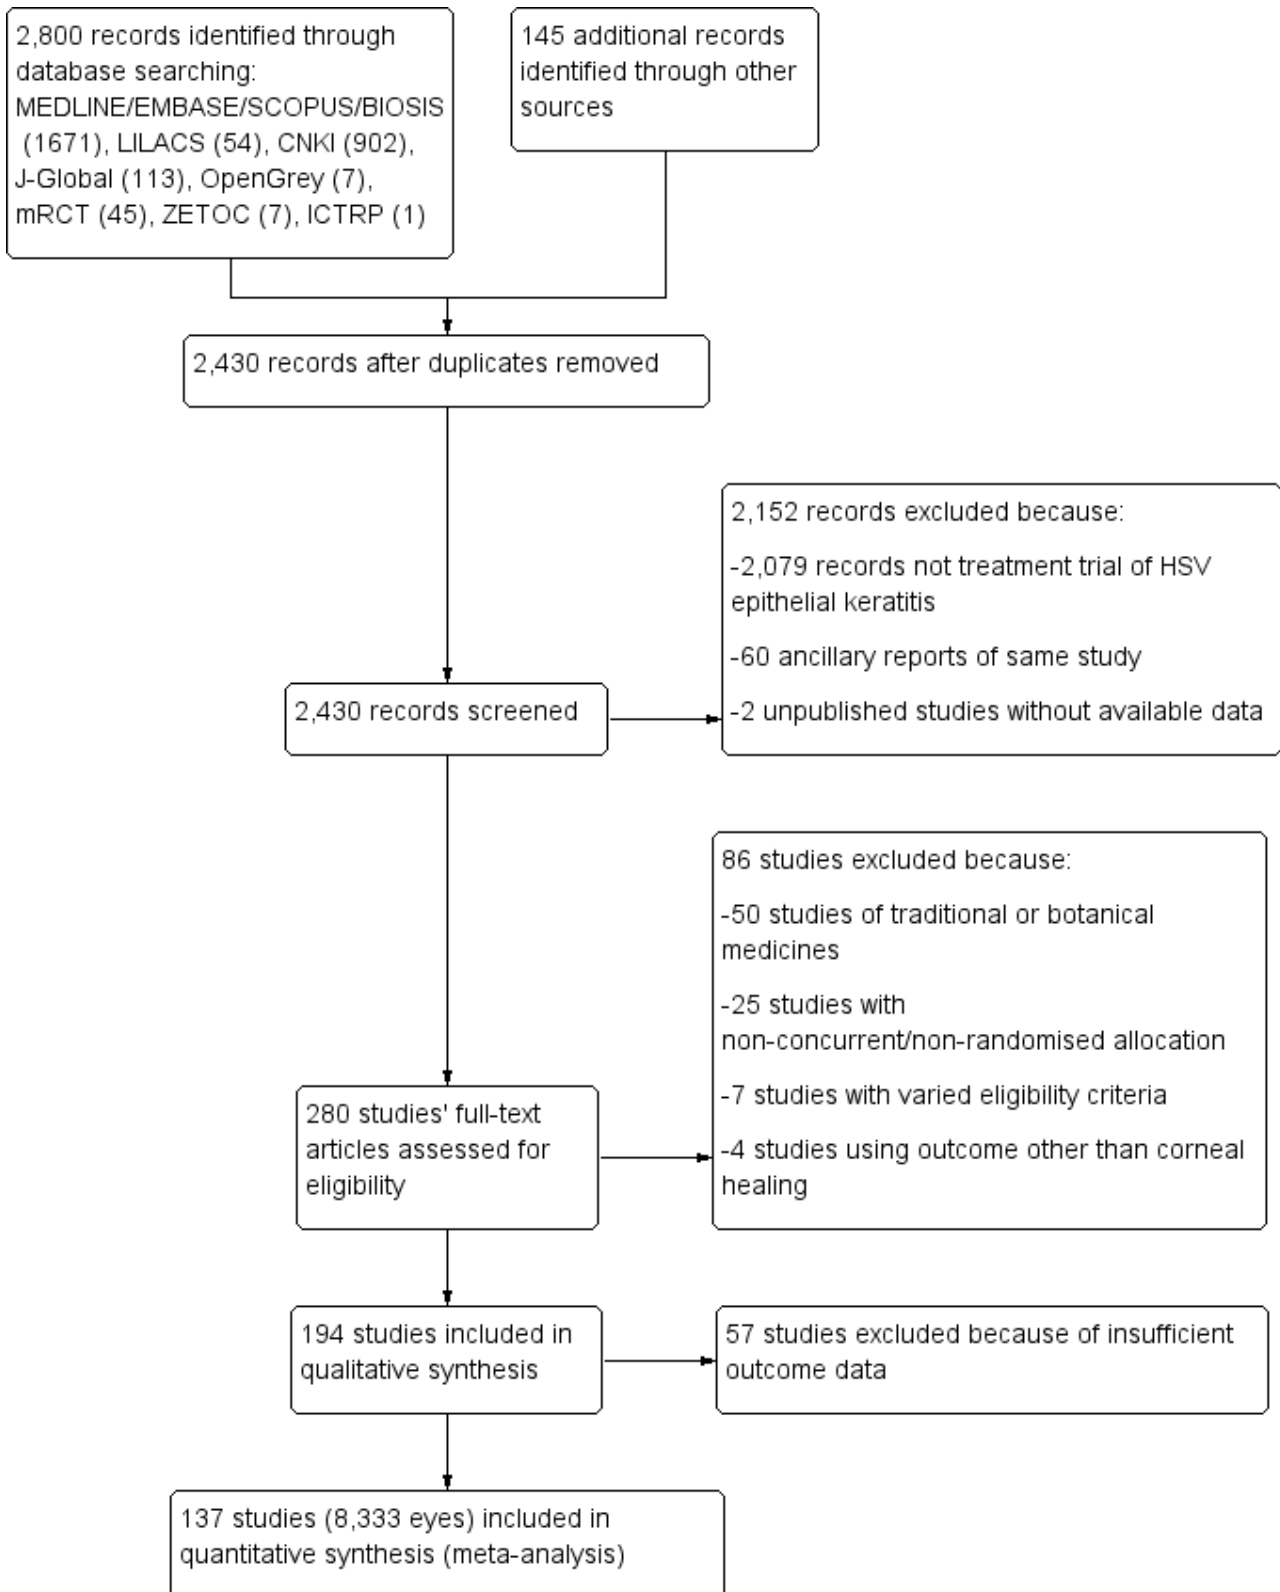 2,800 records identified through
database searching:
MEDLINE/EMBASE/SCOPUS/BIOSIS
(1671), LILACS (54), CNKI (902),
J-Global (113), OpenGrey (7),
mRCT (45), ZETOC (7), ICTRP (1)
145 additional records
identified through other
sources
2,430 records after duplicates removed
2,152 records excluded because:
-2,079 records not treatment trial of HSV
epithelial keratitis
-60 ancillary reports of same study
-2 unpublished studies without available data
2,430 records screened
86 studies excluded because:
-50 studies of traditional or botanical
medicines
-25 studies with
non-concurrent/non-randomised allocation
-7 studies with varied eligibility criteria
-4 studies using outcome other than corneal
healing
280 studies' full-text
articles assessed for
eligibility
194 studies included in
qualitative synthesis
57 studies excluded because of insufficient
outcome data
137 studies (8,333 eyes) included in
quantitative synthesis (meta-analysis)